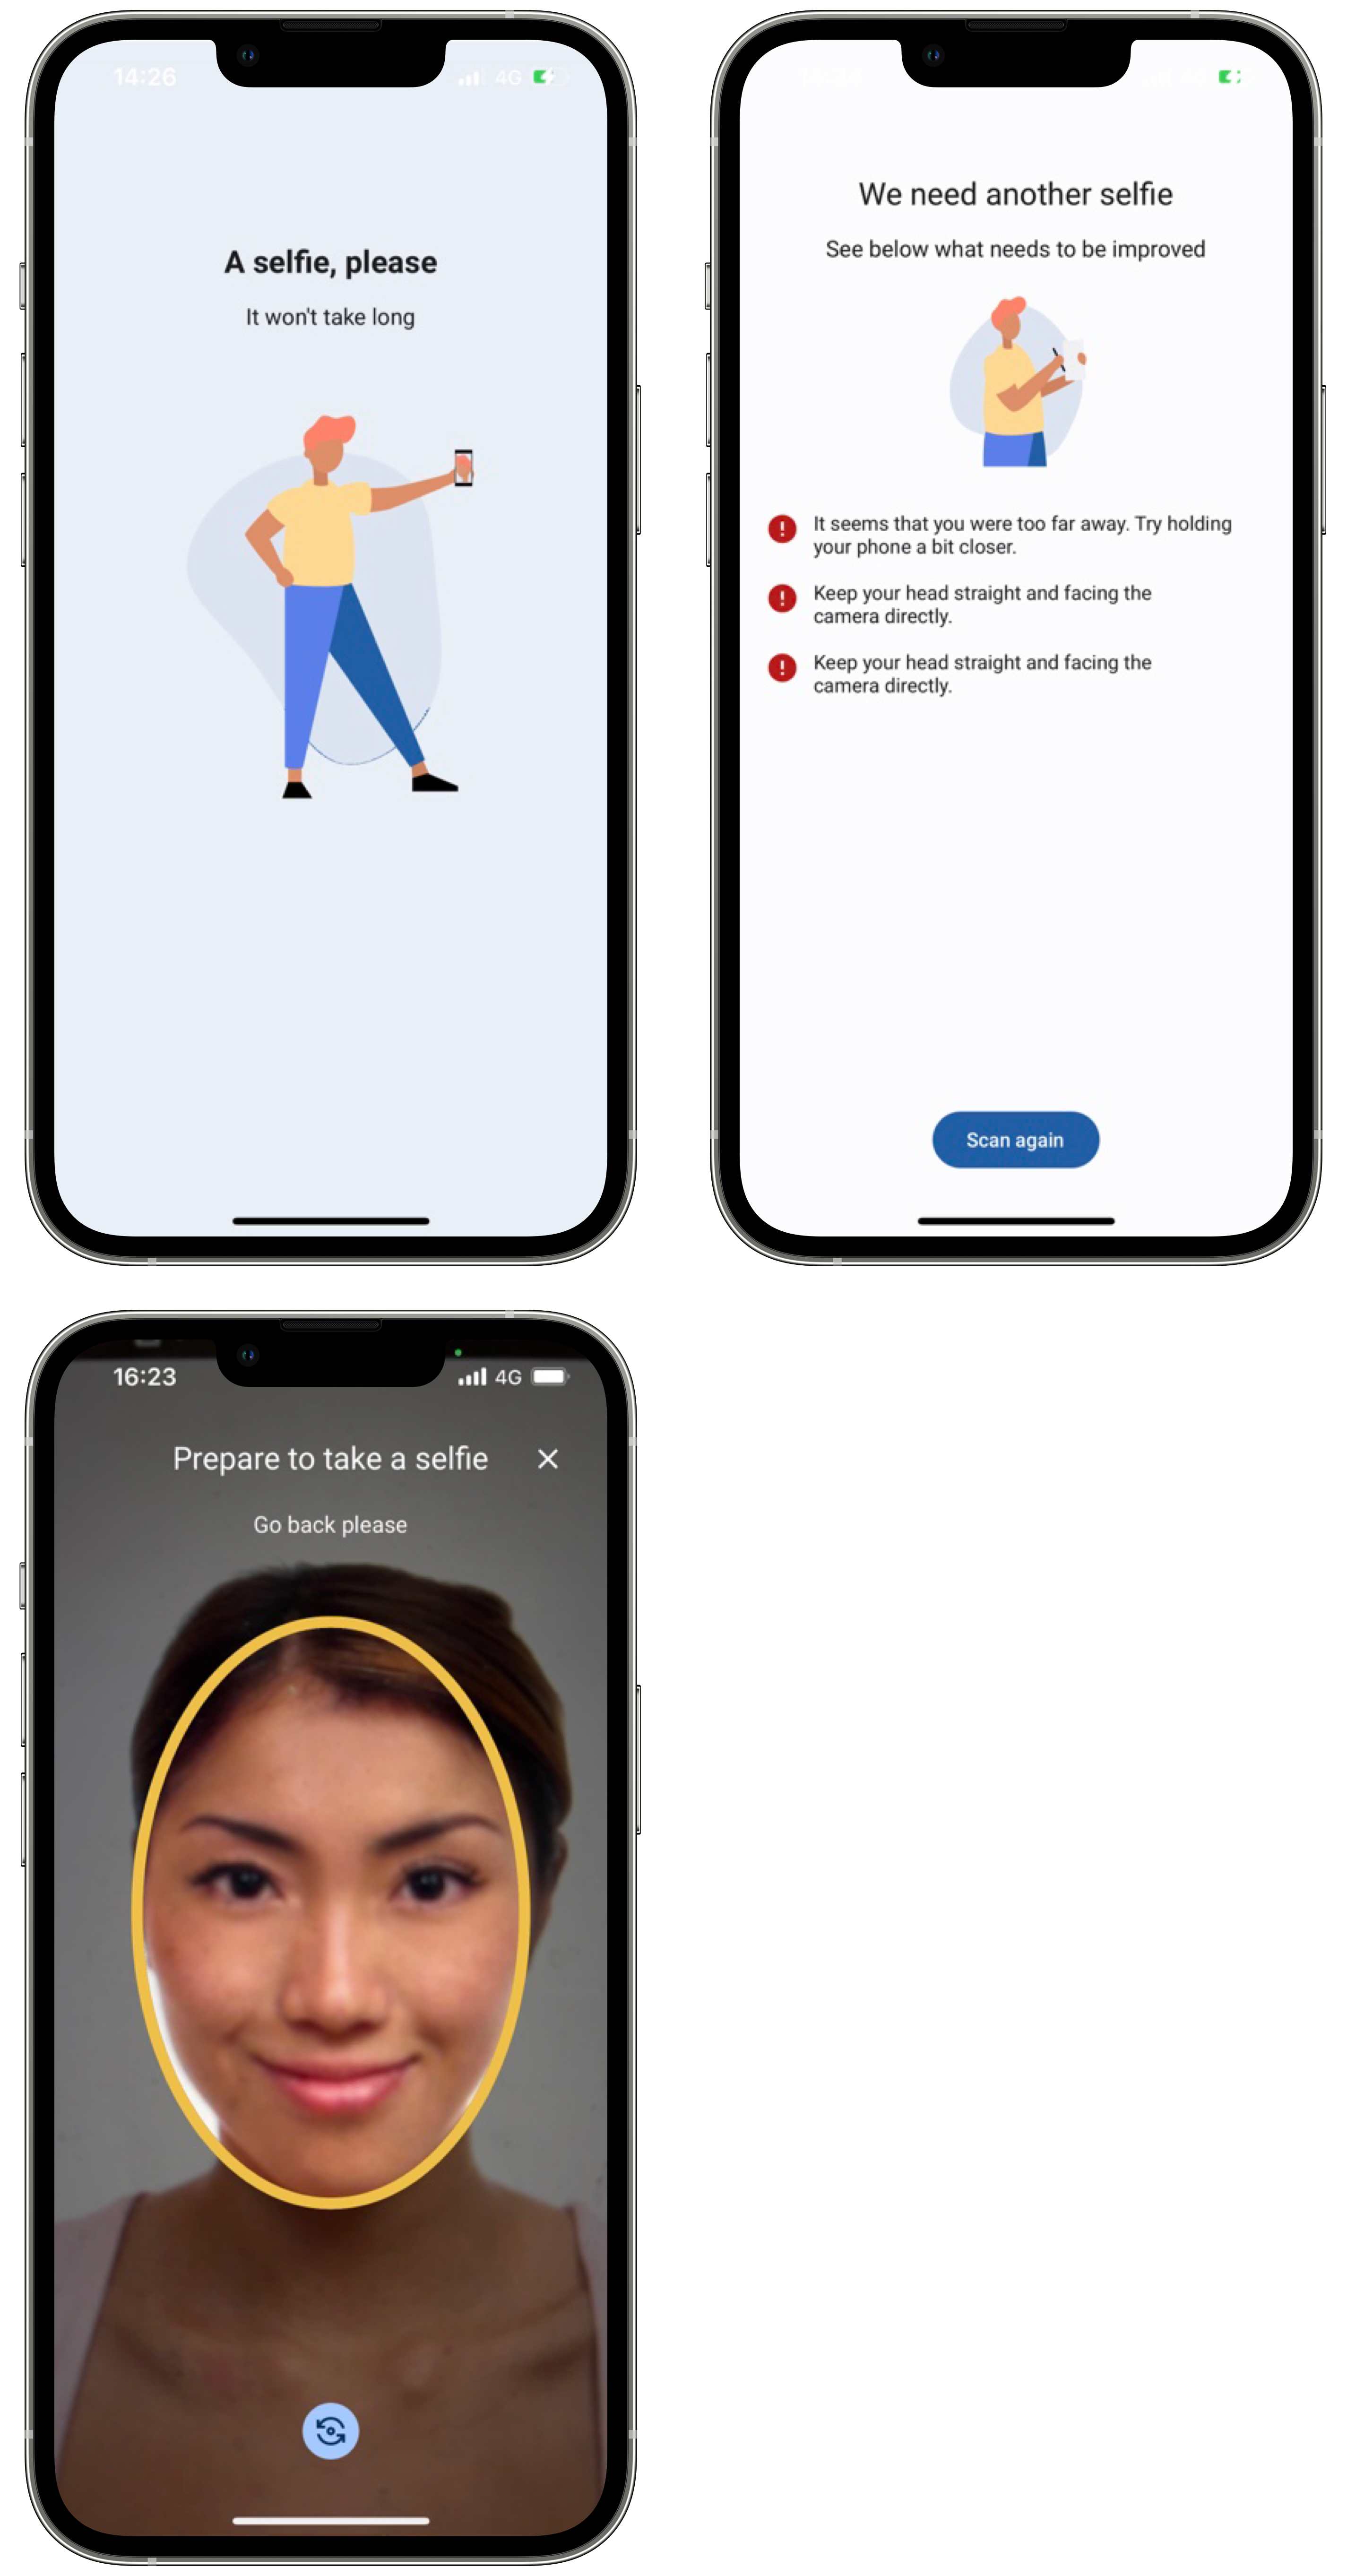 14:26
4G
A selfie, please
It won't take long
We need another selfie
See below what needs to be improved
It seems that you were too far away. Try holding
your phone a bit closer.
Keep your head straight and facing the
camera directly.
Keep your head straight and facing the
camera directly.
Scan again
16:23
4G
Prepare to take a selfie
Go back please